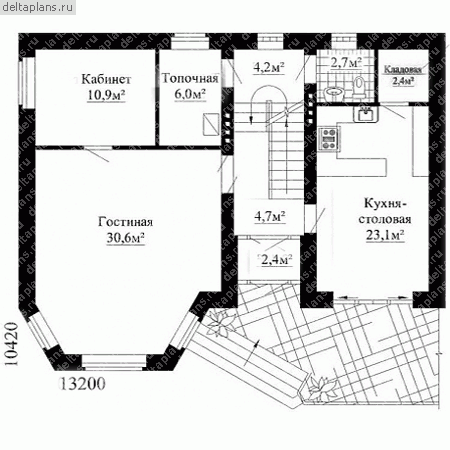 deltaplans.ru
Кабинет
10,9м²
Топочная
6,0м²
4,2м²
2,7м²
Кладовая
2,4м²
Гостиная
30,6м²
4,7м²
2,4м²
Кухня-
столовая
23,1м²
10420
13200